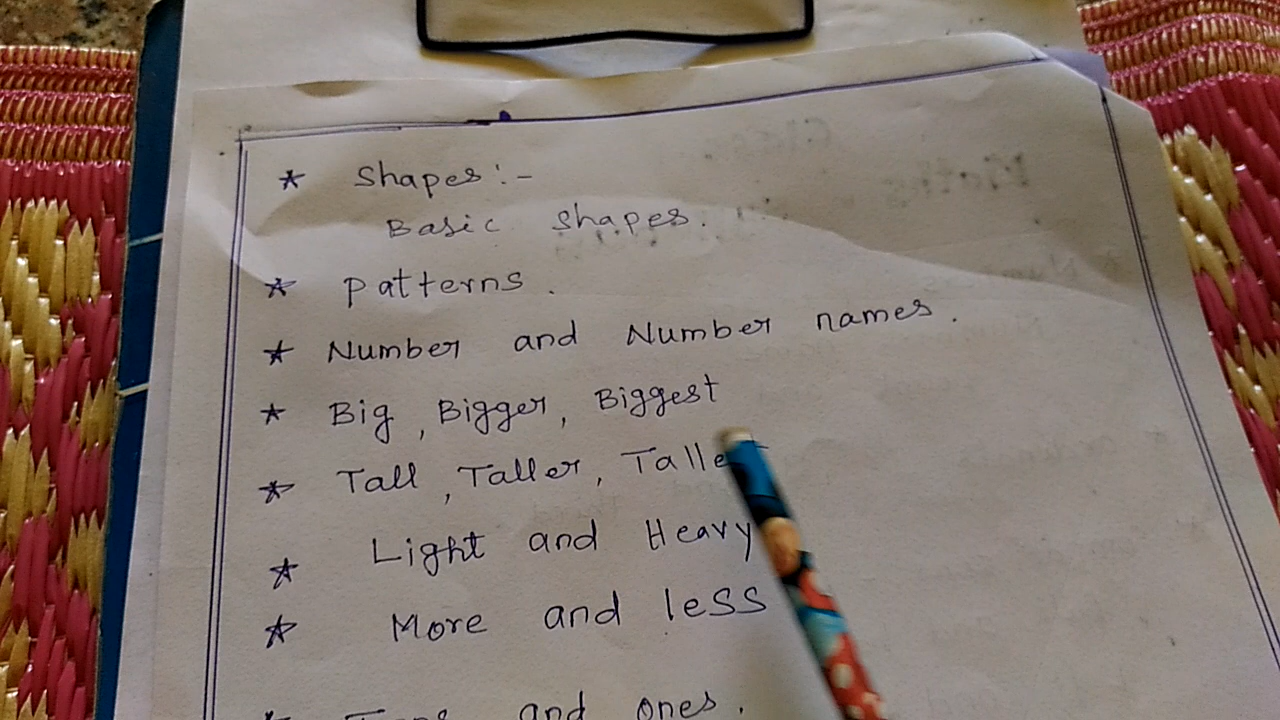 * Shapes:-
Basic shapes.
* Patterns.
* Number and Number names.
* Big, Bigger, Biggest
* Tall, Taller,
* Light and Heavy
* More and less
and ones.